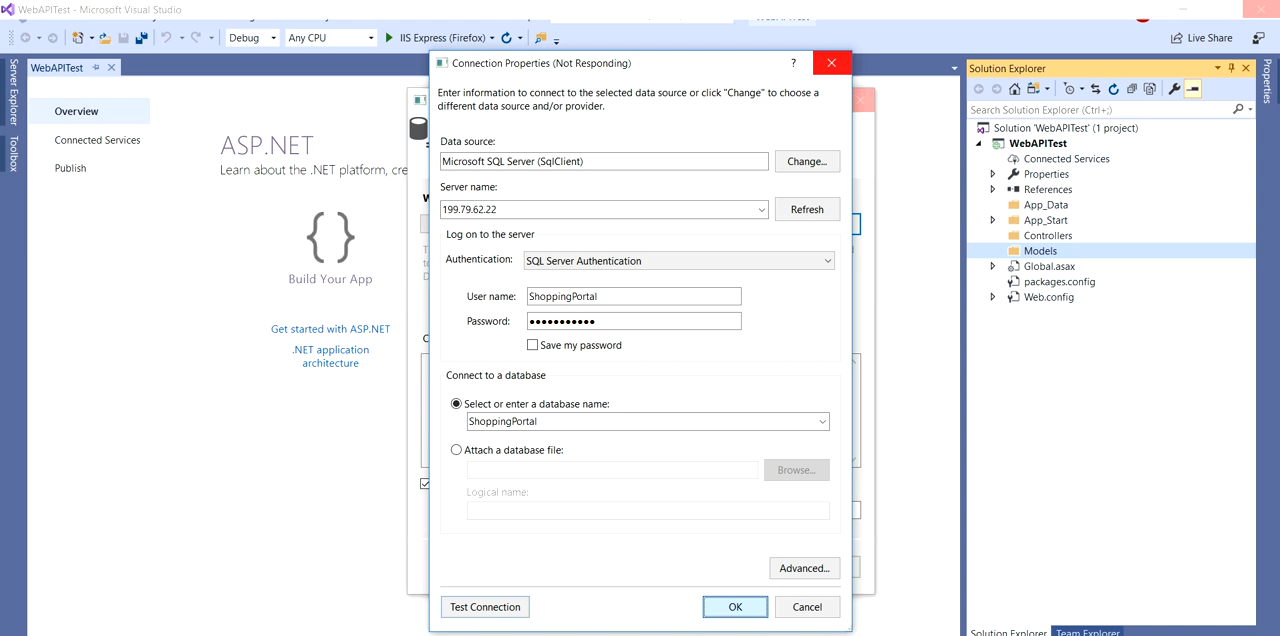 WebAPITest - Microsoft Visual Studio
Debug
Any CPU
IIS Express (Firefox)
Live Share
Server Explorer
Toolbox
WebAPITest
Overview
Connected Services
Publish
ASP.NET
Learn about the .NET platform, cre
Build Your App
Get started with ASP.NET
.NET application
architecture
Connection Properties (Not Responding)
?
Enter information to connect to the selected data source or click "Change" to choose a
different data source and/or provider.
Data source:
Microsoft SQL Server (SqlClient)
Change...
Server name:
199.79.62.22
Refresh
Log on to the server
Authentication:
SQL Server Authentication
User name:
ShoppingPortal
Password:
Save my password
Connect to a database
Select or enter a database name:
ShoppingPortal
Attach a database file:
Browse...
Logical name:
Advanced...
Test Connection
OK
Cancel
Solution Explorer
Search Solution Explorer (Ctrl+;)
Solution 'WebAPITest' (1 project)
WebAPITest
Connected Services
Properties
References
App_Data
App_Start
Controllers
Models
Global.asax
packages.config
Web.config
Solution Explorer
Team Explorer
Properties